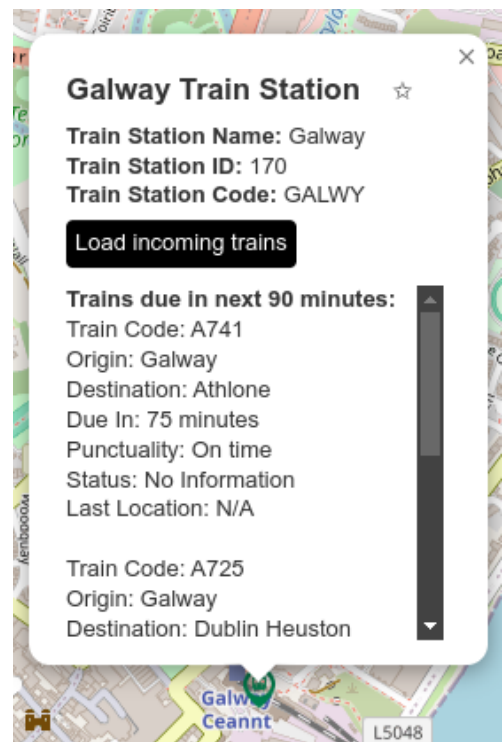 Galway Train Station ☆
Train Station Name: Galway
Train Station ID: 170
Train Station Code: GALWY
Load incoming trains
Trains due in next 90 minutes:
Train Code: A741
Origin: Galway
Destination: Athlone
Due In: 75 minutes
Punctuality: On time
Status: No Information
Last Location: N/A
Train Code: A725
Origin: Galway
Destination: Dublin Heuston
Woodquay
Ceannt
L5048